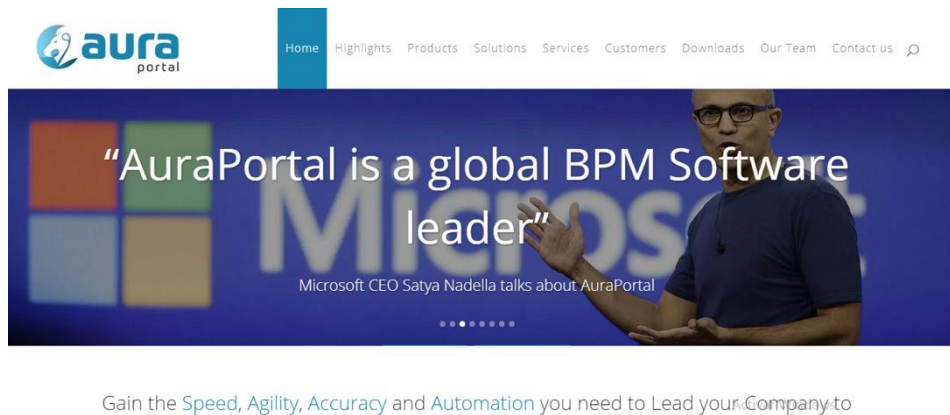 aura
portal
Home Highlights Products Solutions Services Customers Downloads Our Team Contact us
Microsoft
“AuraPortal is a global BPM Software
leader”
Microsoft CEO Satya Nadella talks about AuraPortal
Gain the Speed, Agility, Accuracy and Automation you need to Lead your Company to